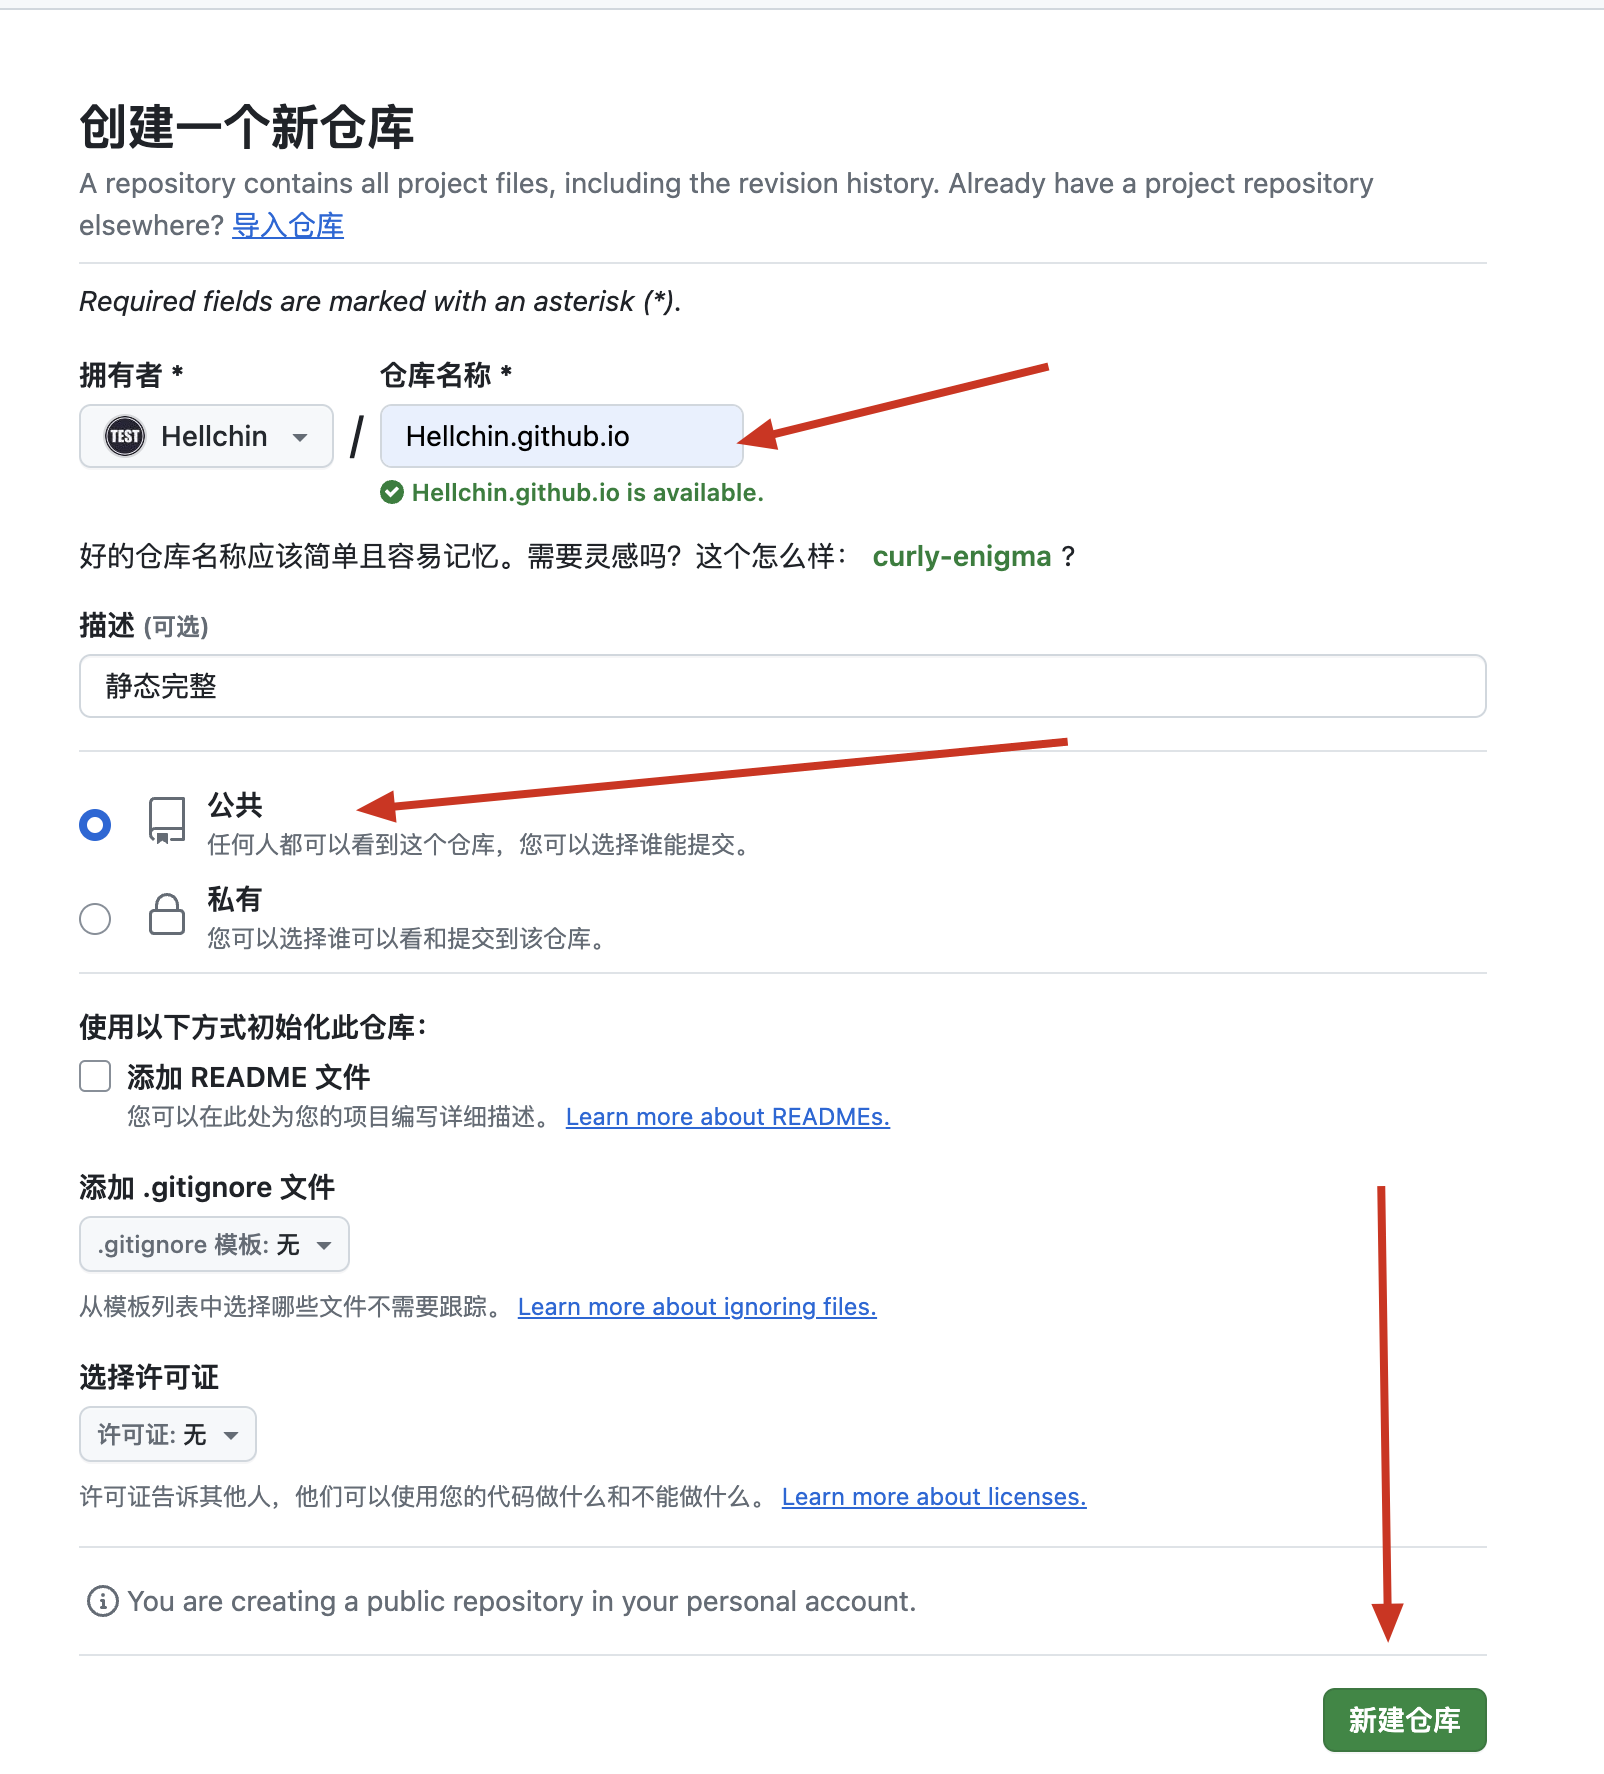 创建一个新仓库
A repository contains all project files, including the revision history. Already have a project repository
elsewhere? 导入仓库
Required fields are marked with an asterisk (*).
拥有者 * 仓库名称 *
TEST Hellchin / Hellchin.github.io
Hellchin.github.io is available.
好的仓库名称应该简单且容易记忆。需要灵感吗？这个怎么样： curly-enigma ?
描述 (可选)
静态完整
公共
任何人都可以看到这个仓库，您可以选择谁能提交。
私有
您可以选择谁可以看和提交到该仓库。
使用以下方式初始化此仓库：
添加 README 文件
您可以在此处为您的项目编写详细描述。 Learn more about READMEs.
添加 .gitignore 文件
.gitignore 模板: 无
从模板列表中选择哪些文件不需要跟踪。 Learn more about ignoring files.
选择许可证
许可证: 无
许可证告诉其他人，他们可以使用您的代码做什么和不能做什么。 Learn more about licenses.
You are creating a public repository in your personal account.
新建仓库